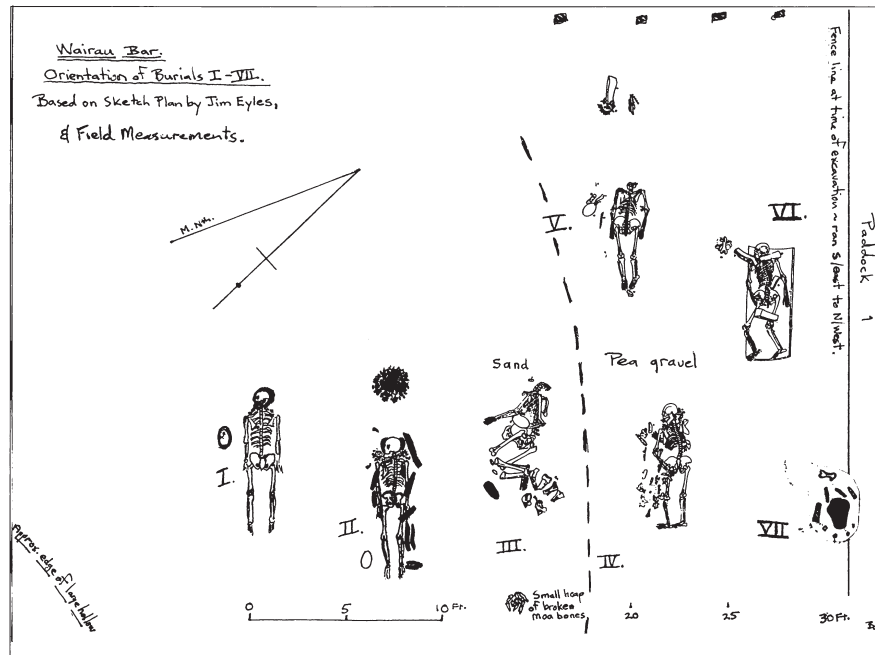 Wairau Bar.
Orientation of Burials I-VII.
Based on Sketch Plan by Jim Eyles,
& Field Measurements.
M. Nth.
Fence line at time of excavation ~ ran S/east to N/west.
Paddock 1
V.
VI.
Sand
Pea gravel
I.
II.
III.
IV.
VII
Approx. edge of large hollow
Small heap
of broken
moa bones.
0
5
10 Ft.
20
25
30 Ft.